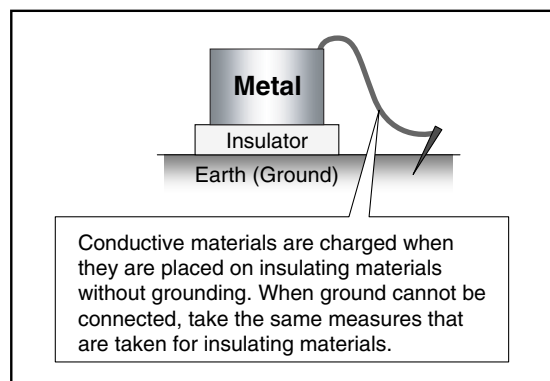 Metal
Insulator
Earth (Ground)
Conductive materials are charged when
they are placed on insulating materials
without grounding. When ground cannot be
connected, take the same measures that
are taken for insulating materials.